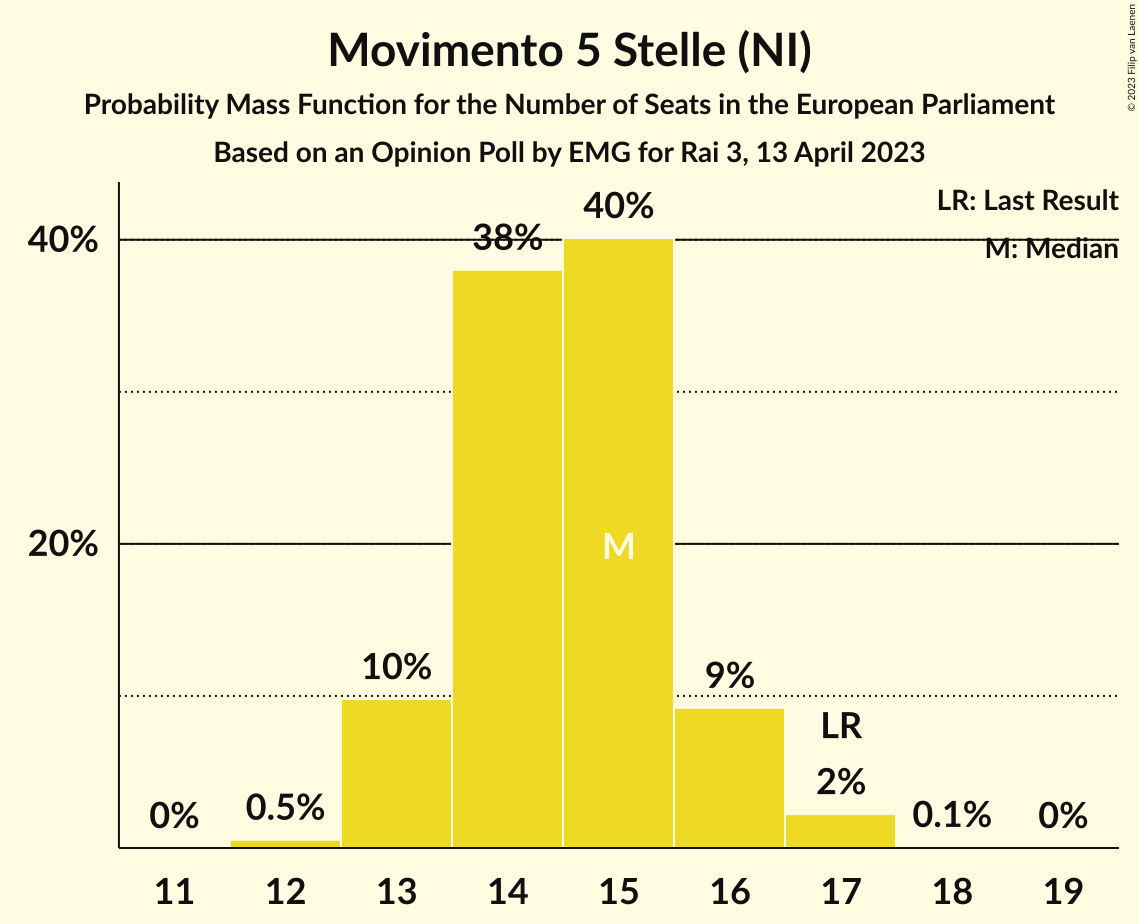 Movimento 5 Stelle (NI)
Probability Mass Function for the Number of Seats in the European Parliament
Based on an Opinion Poll by EMG for Rai 3, 13 April 2023
© 2023 Filip van Laenen
LR: Last Result
M: Median
40%
20%
0%
0.5%
10%
38%
40%
M
9%
LR
2%
0.1%
0%
11 12 13 14 15 16 17 18 19